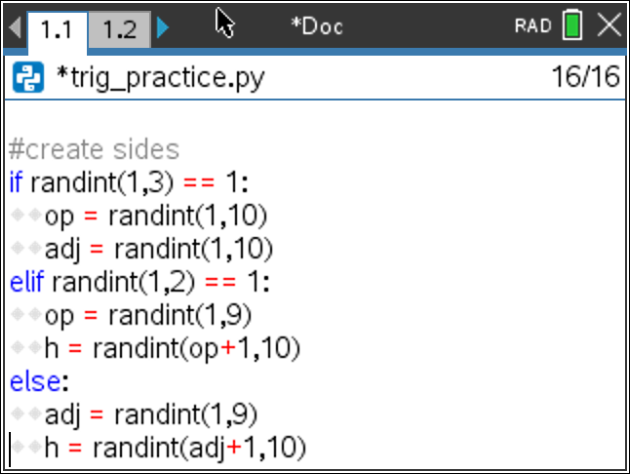 1.1 1.2 *Doc RAD
*trig_practice.py 16/16
#create sides
if randint(1,3) == 1:
op = randint(1,10)
adj = randint(1,10)
elif randint(1,2) == 1:
op = randint(1,9)
h = randint(op+1,10)
else:
adj = randint(1,9)
h = randint(adj+1,10)